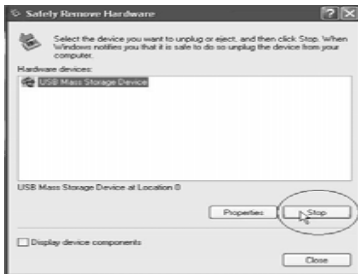 Safely Remove Hardware
Select the device you want to unplug or eject, and then click Stop. When
Windows notifies you that it is safe to do so unplug the device from your
computer.
Hardware devices:
USB Mass Storage Device
USB Mass Storage Device at Location 0
Properties
Stop
Display device components
Close